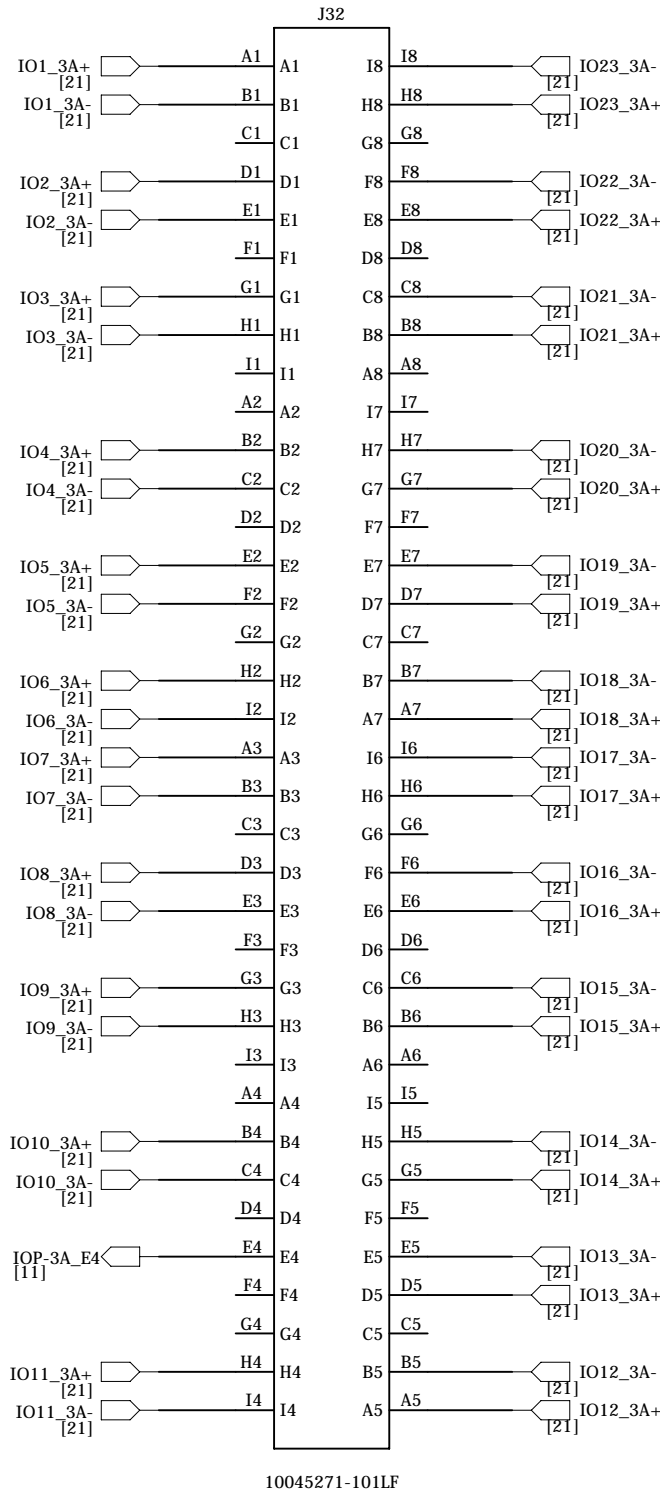 J32
IO1_3A+ [21] A1 A1 I8 I8 IO23_3A- [21]
IO1_3A- [21] B1 B1 H8 H8 IO23_3A+ [21]
C1 C1 G8 G8
IO2_3A+ [21] D1 D1 F8 F8 IO22_3A- [21]
IO2_3A- [21] E1 E1 E8 E8 IO22_3A+ [21]
F1 F1 D8 D8
IO3_3A+ [21] G1 G1 C8 C8 IO21_3A- [21]
IO3_3A- [21] H1 H1 B8 B8 IO21_3A+ [21]
I1 I1 A8 A8
A2 A2 I7 I7
IO4_3A+ [21] B2 B2 H7 H7 IO20_3A- [21]
IO4_3A- [21] C2 C2 G7 G7 IO20_3A+ [21]
D2 D2 F7 F7
IO5_3A+ [21] E2 E2 E7 E7 IO19_3A- [21]
IO5_3A- [21] F2 F2 D7 D7 IO19_3A+ [21]
G2 G2 C7 C7
IO6_3A+ [21] H2 H2 B7 B7 IO18_3A- [21]
IO6_3A- [21] I2 I2 A7 A7 IO18_3A+ [21]
IO7_3A+ [21] A3 A3 I6 I6 IO17_3A- [21]
IO7_3A- [21] B3 B3 H6 H6 IO17_3A+ [21]
C3 C3 G6 G6
IO8_3A+ [21] D3 D3 F6 F6 IO16_3A- [21]
IO8_3A- [21] E3 E3 E6 E6 IO16_3A+ [21]
F3 F3 D6 D6
IO9_3A+ [21] G3 G3 C6 C6 IO15_3A- [21]
IO9_3A- [21] H3 H3 B6 B6 IO15_3A+ [21]
I3 I3 A6 A6
A4 A4 I5 I5
IO10_3A+ [21] B4 B4 H5 H5 IO14_3A- [21]
IO10_3A- [21] C4 C4 G5 G5 IO14_3A+ [21]
D4 D4 F5 F5
IOP-3A_E4 [11] E4 E4 E5 E5 IO13_3A- [21]
F4 F4 D5 D5 IO13_3A+ [21]
G4 G4 C5 C5
IO11_3A+ [21] H4 H4 B5 B5 IO12_3A- [21]
IO11_3A- [21] I4 I4 A5 A5 IO12_3A+ [21]
10045271-101LF